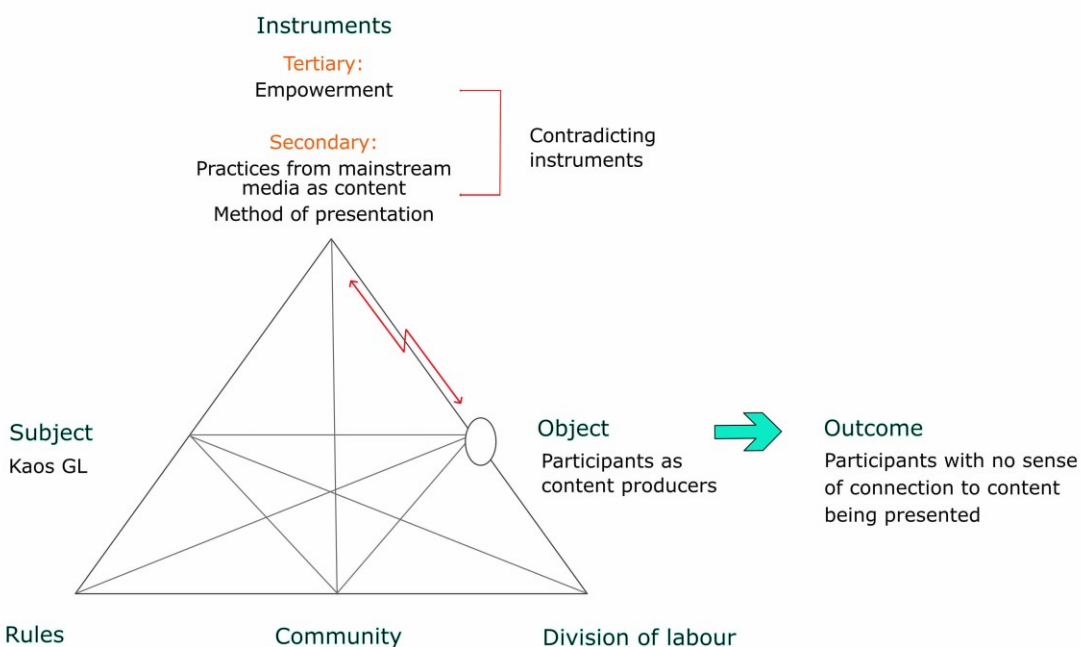 Instruments
Tertiary:
Empowerment
Secondary:
Practices from mainstream
media as content
Method of presentation
Contradicting
instruments
Subject
Kaos GL
Object
Participants as
content producers
Outcome
Participants with no sense
of connection to content
being presented
Rules
Community
Division of labour